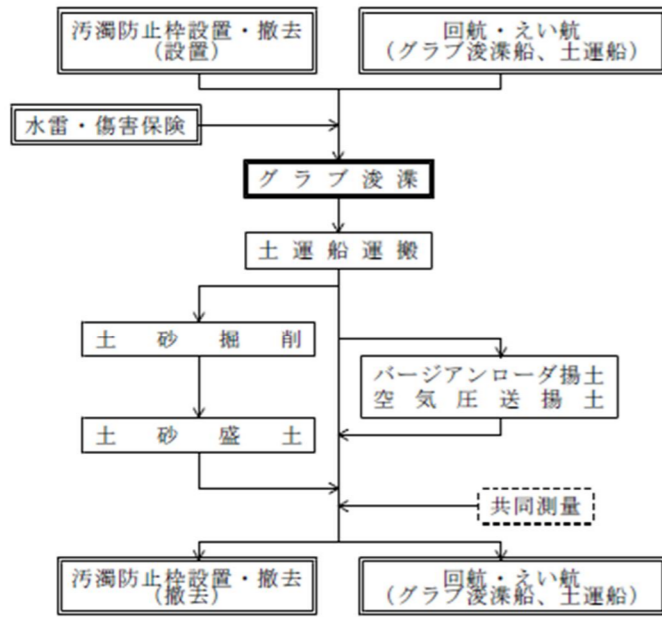 汚濁防止枠設置・撤去
(設置)
回航・えい航
(グラブ浚渫船、土運船)
水雷・傷害保険
グラブ浚渫
土運船運搬
土砂掘削
バージアンローダ揚土
空気圧送揚土
土砂盛土
共同測量
汚濁防止枠設置・撤去
(撤去)
回航・えい航
(グラブ浚渫船、土運船)